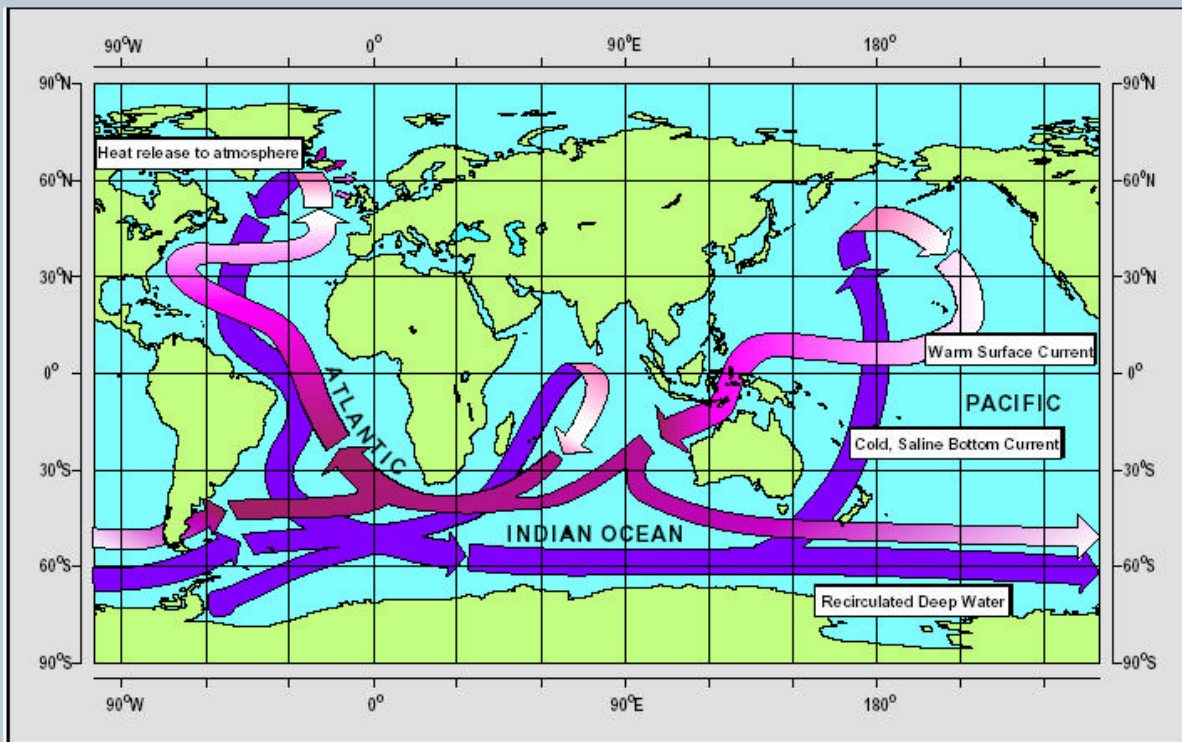 90°W 0° 90°E 180°
90°N 90°N
Heat release to atmosphere
60°N 60°N
30°N 30°N
Warm Surface Current
0° 0°
ATLANTIC
PACIFIC
Cold, Saline Bottom Current
30°S 30°S
INDIAN OCEAN
60°S 60°S
Recirculated Deep Water
90°S 90°S
90°W 0° 90°E 180°